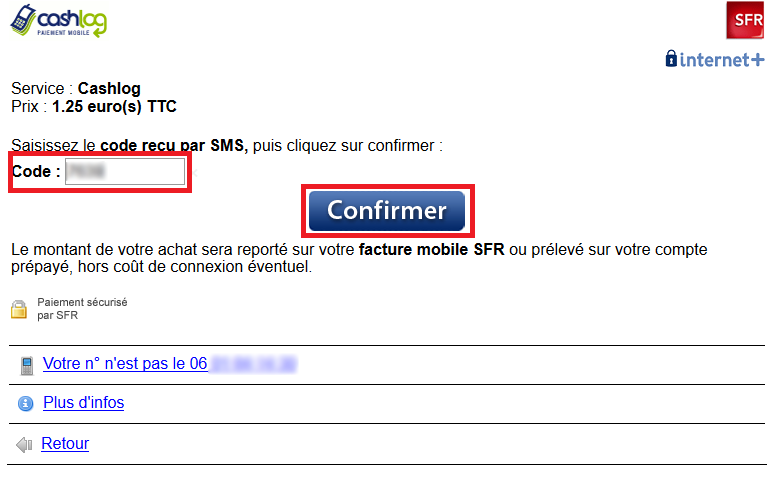 cashlog
PAIEMENT MOBILE
SFR
internet+
Service : Cashlog
Prix : 1.25 euro(s) TTC
Saisissez le code reçu par SMS, puis cliquez sur confirmer :
Code :
Confirmer
Le montant de votre achat sera reporté sur votre facture mobile SFR ou prélevé sur votre compte
prépayé, hors coût de connexion éventuel.
Paiement sécurisé
par SFR
Votre n° n'est pas le 06
Plus d'infos
Retour